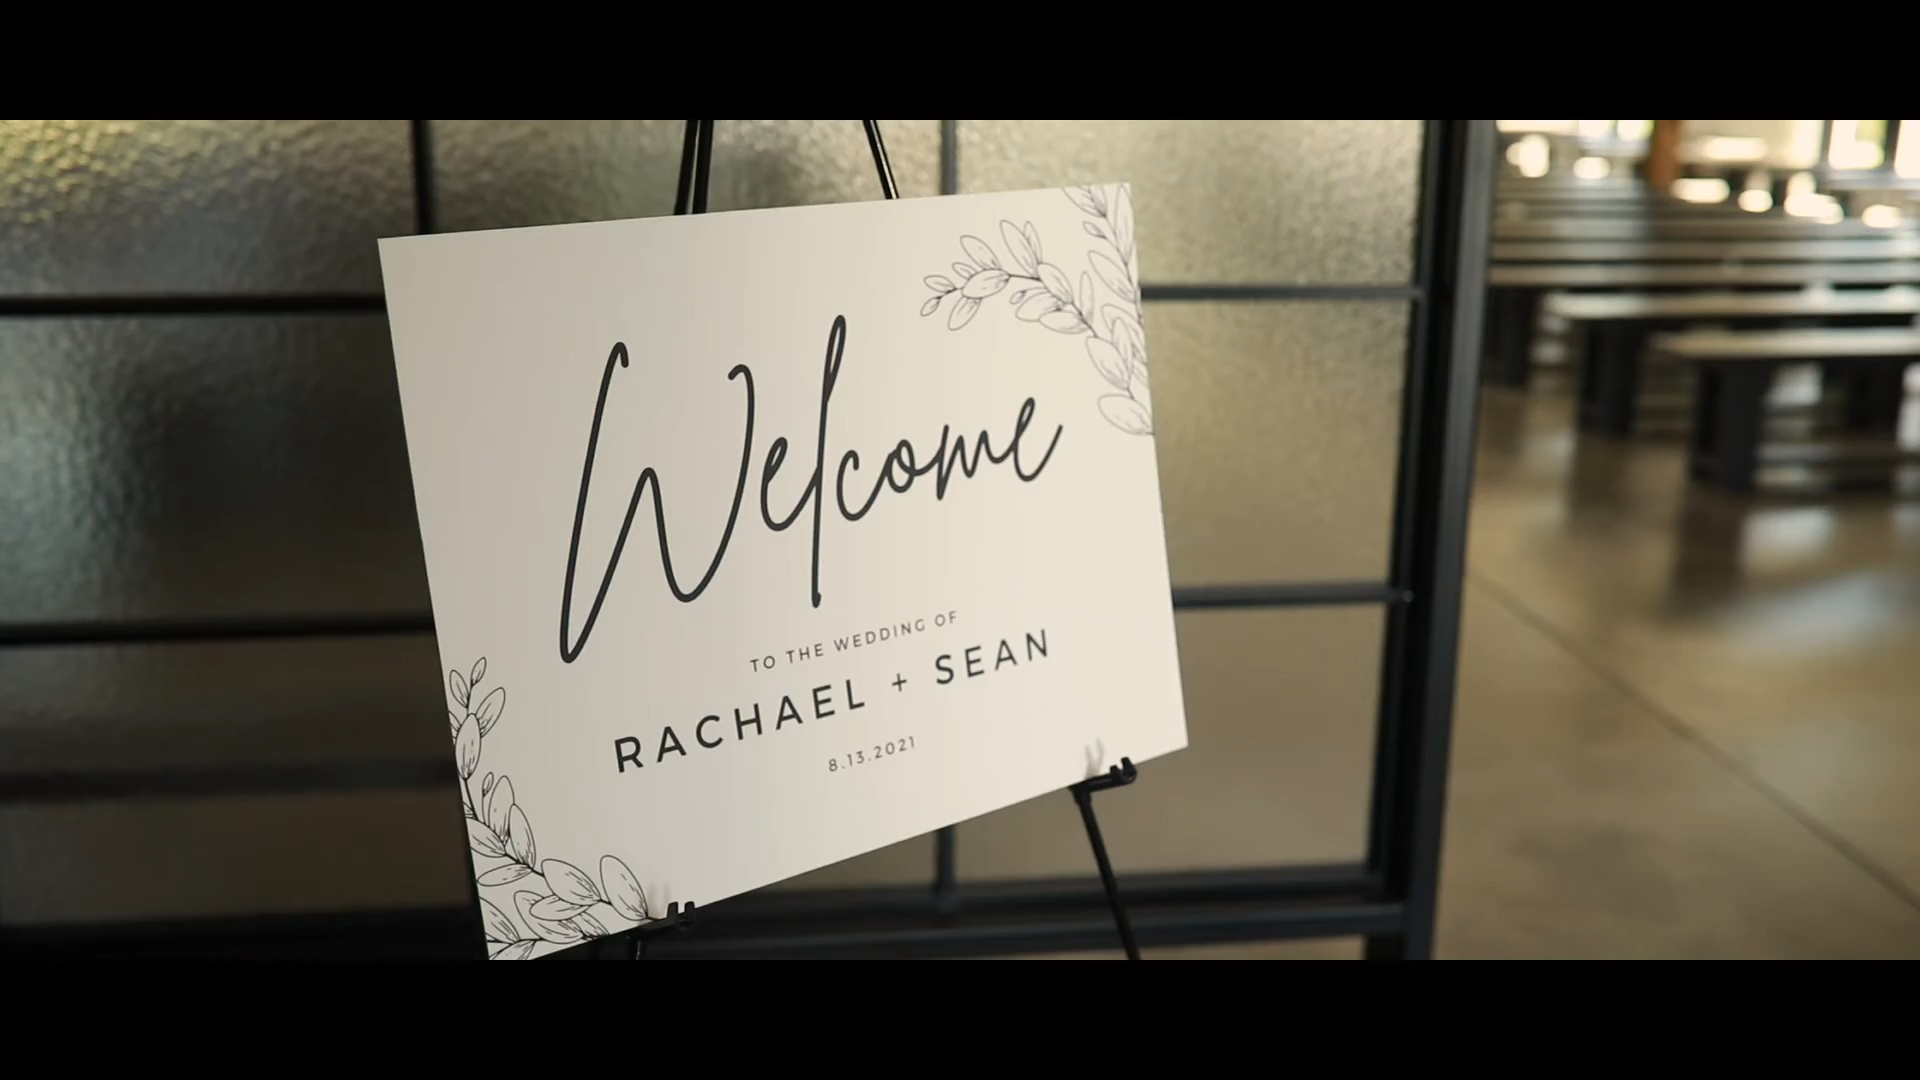 Welcome
TO THE WEDDING OF
RACHAEL + SEAN
8.13.2021